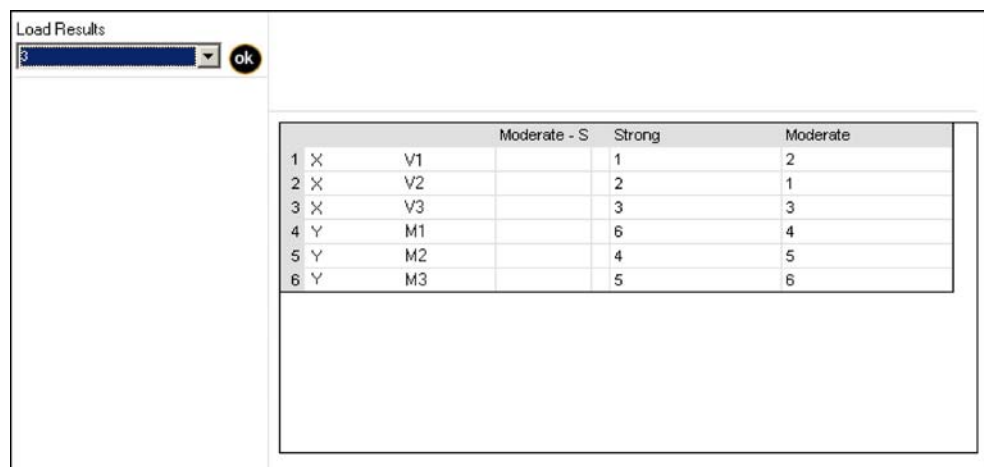 Load Results
3
ok
Moderate - S Strong Moderate
1 X V1 1 2
2 X V2 2 1
3 X V3 3 3
4 Y M1 6 4
5 Y M2 4 5
6 Y M3 5 6